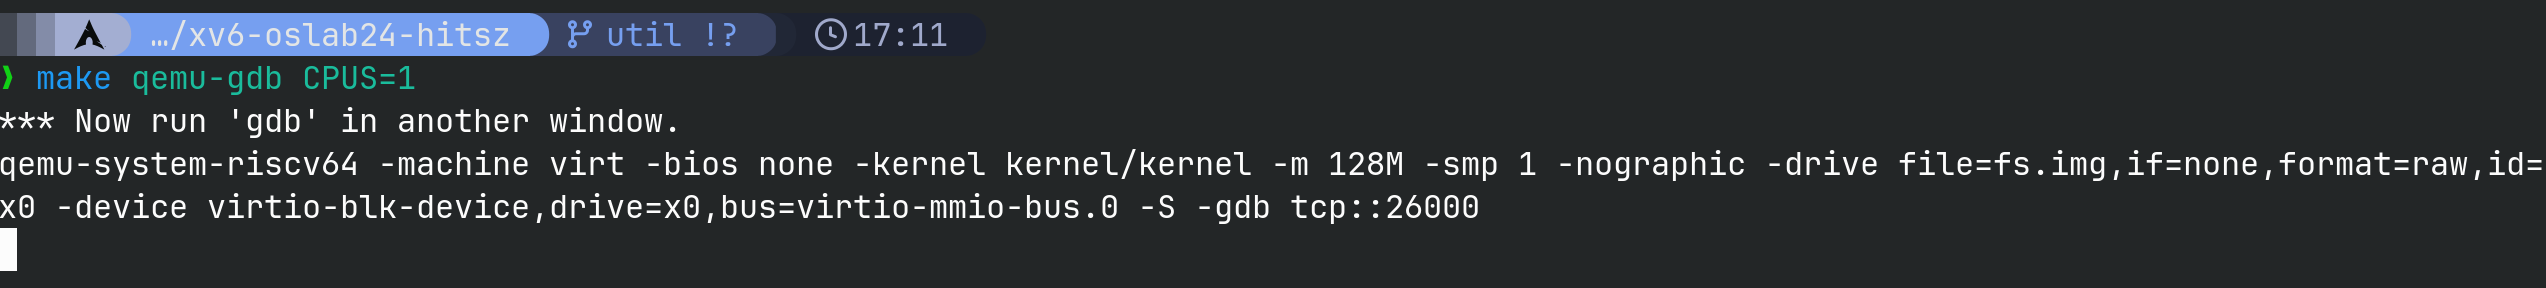 …/xv6-oslab24-hitsz util !? 17:11
❯ make qemu-gdb CPUS=1
*** Now run 'gdb' in another window.
qemu-system-riscv64 -machine virt -bios none -kernel kernel/kernel -m 128M -smp 1 -nographic -drive file=fs.img,if=none,format=raw,id=
x0 -device virtio-blk-device,drive=x0,bus=virtio-mmio-bus.0 -S -gdb tcp::26000